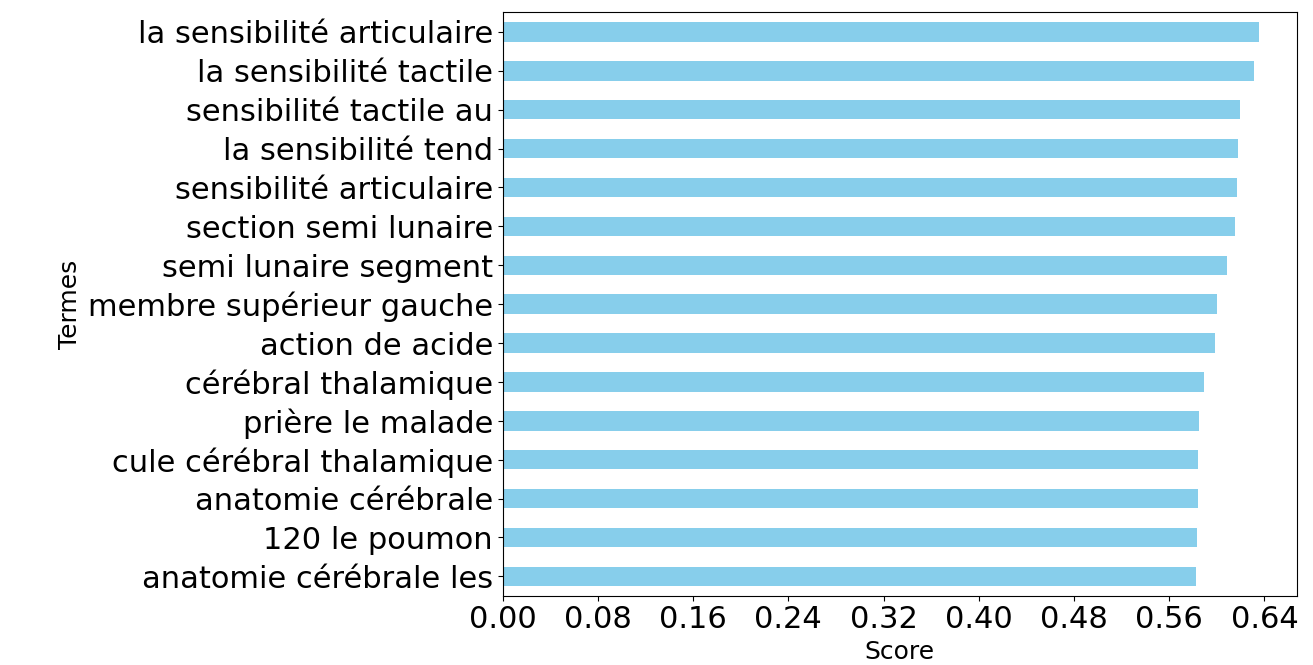 la sensibilité articulaire
la sensibilité tactile
sensibilité tactile au
la sensibilité tend
sensibilité articulaire
section semi lunaire
semi lunaire segment
membre supérieur gauche
action de acide
cérébral thalamique
prière le malade
cule cérébral thalamique
anatomie cérébrale
120 le poumon
anatomie cérébrale les
Termes
0.00 0.08 0.16 0.24 0.32 0.40 0.48 0.56 0.64
Score